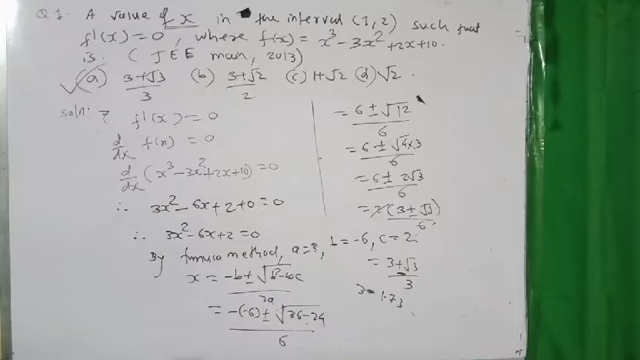 Q 3. A value of x in the interval (1,2) such that
f'(x) = 0, where f(x) = x³ - 3x² + 2x + 10.
is. (JEE main, 2013)
(a) 3+√3/3 (b) 3+√2/2 (c) 1+√2 (d) √2.
Soln: f'(x) = 0
d/dx f(x) = 0
d/dx (x³ - 3x² + 2x + 10) = 0
∴ 3x² - 6x + 2 + 0 = 0
∴ 3x² - 6x + 2 = 0
By formula method, a = 3, b = -6, c = 2.
x = -b ± √b² - 4ac / 2a
= -(-6) ± √36 - 24 / 6
= 6 ± √12 / 6
= 6 ± √4×3 / 6
= 6 ± 2√3 / 6
= 2(3 ± √3) / 6
= 3+√3 / 3
1.73